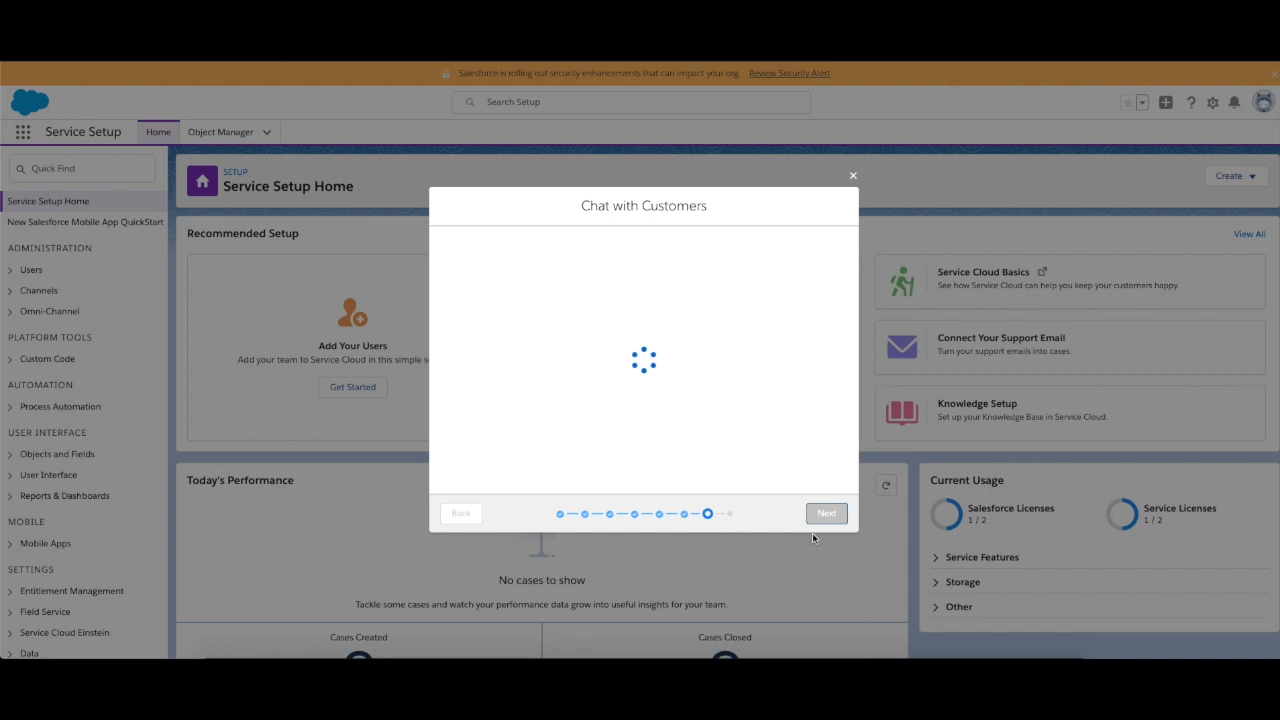 Salesforce is rolling out security enhancements that can impact your org Review Security Alert
Search Setup
Service Setup
Home
Object Manager
Quick Find
Service Setup Home
New Salesforce Mobile App QuickStart
ADMINISTRATION
Users
Channels
Omni-Channel
PLATFORM TOOLS
Custom Code
AUTOMATION
Process Automation
USER INTERFACE
Objects and Fields
User Interface
Reports & Dashboards
MOBILE
Mobile Apps
SETTINGS
Entitlement Management
Field Service
Service Cloud Einstein
Data
SETUP
Service Setup Home
Create
Recommended Setup
View All
Add Your Users
Add your team to Service Cloud in this simple s
Get Started
Chat with Customers
Back
Next
Service Cloud Basics
See how Service Cloud can help you keep your customers happy.
Connect Your Support Email
Turn your support emails into cases.
Knowledge Setup
Set up your Knowledge Base in Service Cloud.
Today's Performance
No cases to show
Tackle some cases and watch your performance data grow into useful insights for your team.
Cases Created
Cases Closed
Current Usage
Salesforce Licenses
1 / 2
Service Licenses
1 / 2
Service Features
Storage
Other